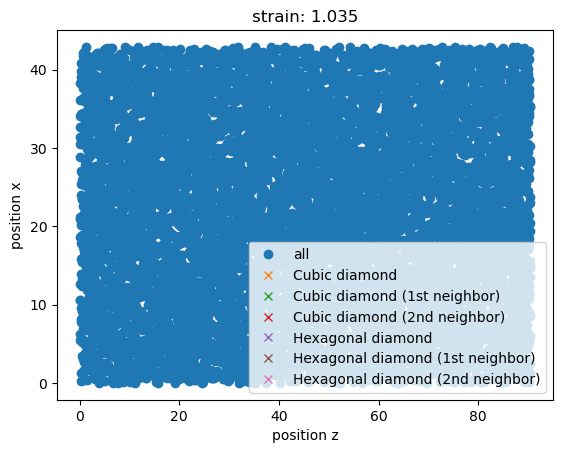 strain: 1.035
40
30
20
10
0
position x
all
Cubic diamond
Cubic diamond (1st neighbor)
Cubic diamond (2nd neighbor)
Hexagonal diamond
Hexagonal diamond (1st neighbor)
Hexagonal diamond (2nd neighbor)
0 20 40 60 80
position z